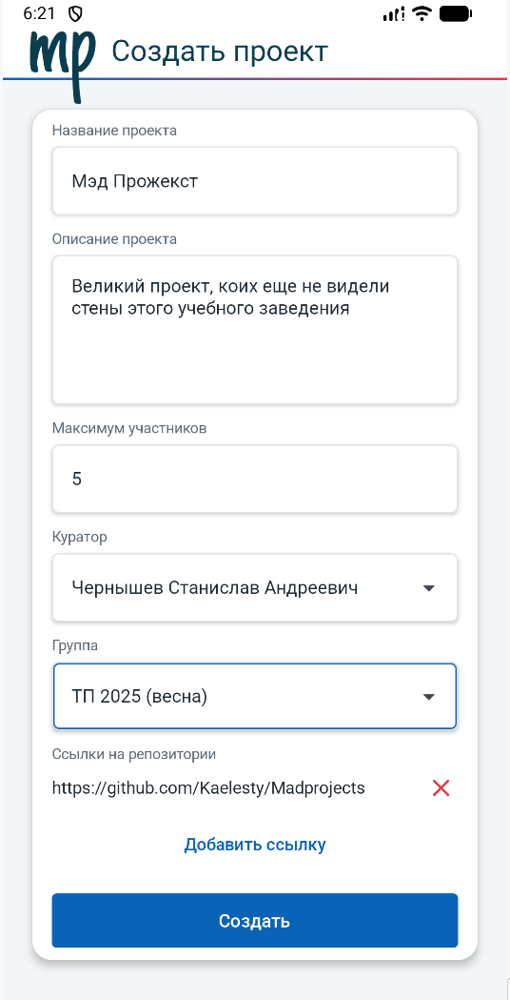 6:21
mp Создать проект
Название проекта
Мэд Прожекст
Описание проекта
Великий проект, коих еще не видели
стены этого учебного заведения
Максимум участников
5
Куратор
Чернышев Станислав Андреевич
Группа
ТП 2025 (весна)
Ссылки на репозитории
https://github.com/Kaelesty/Madprojects
Добавить ссылку
Создать